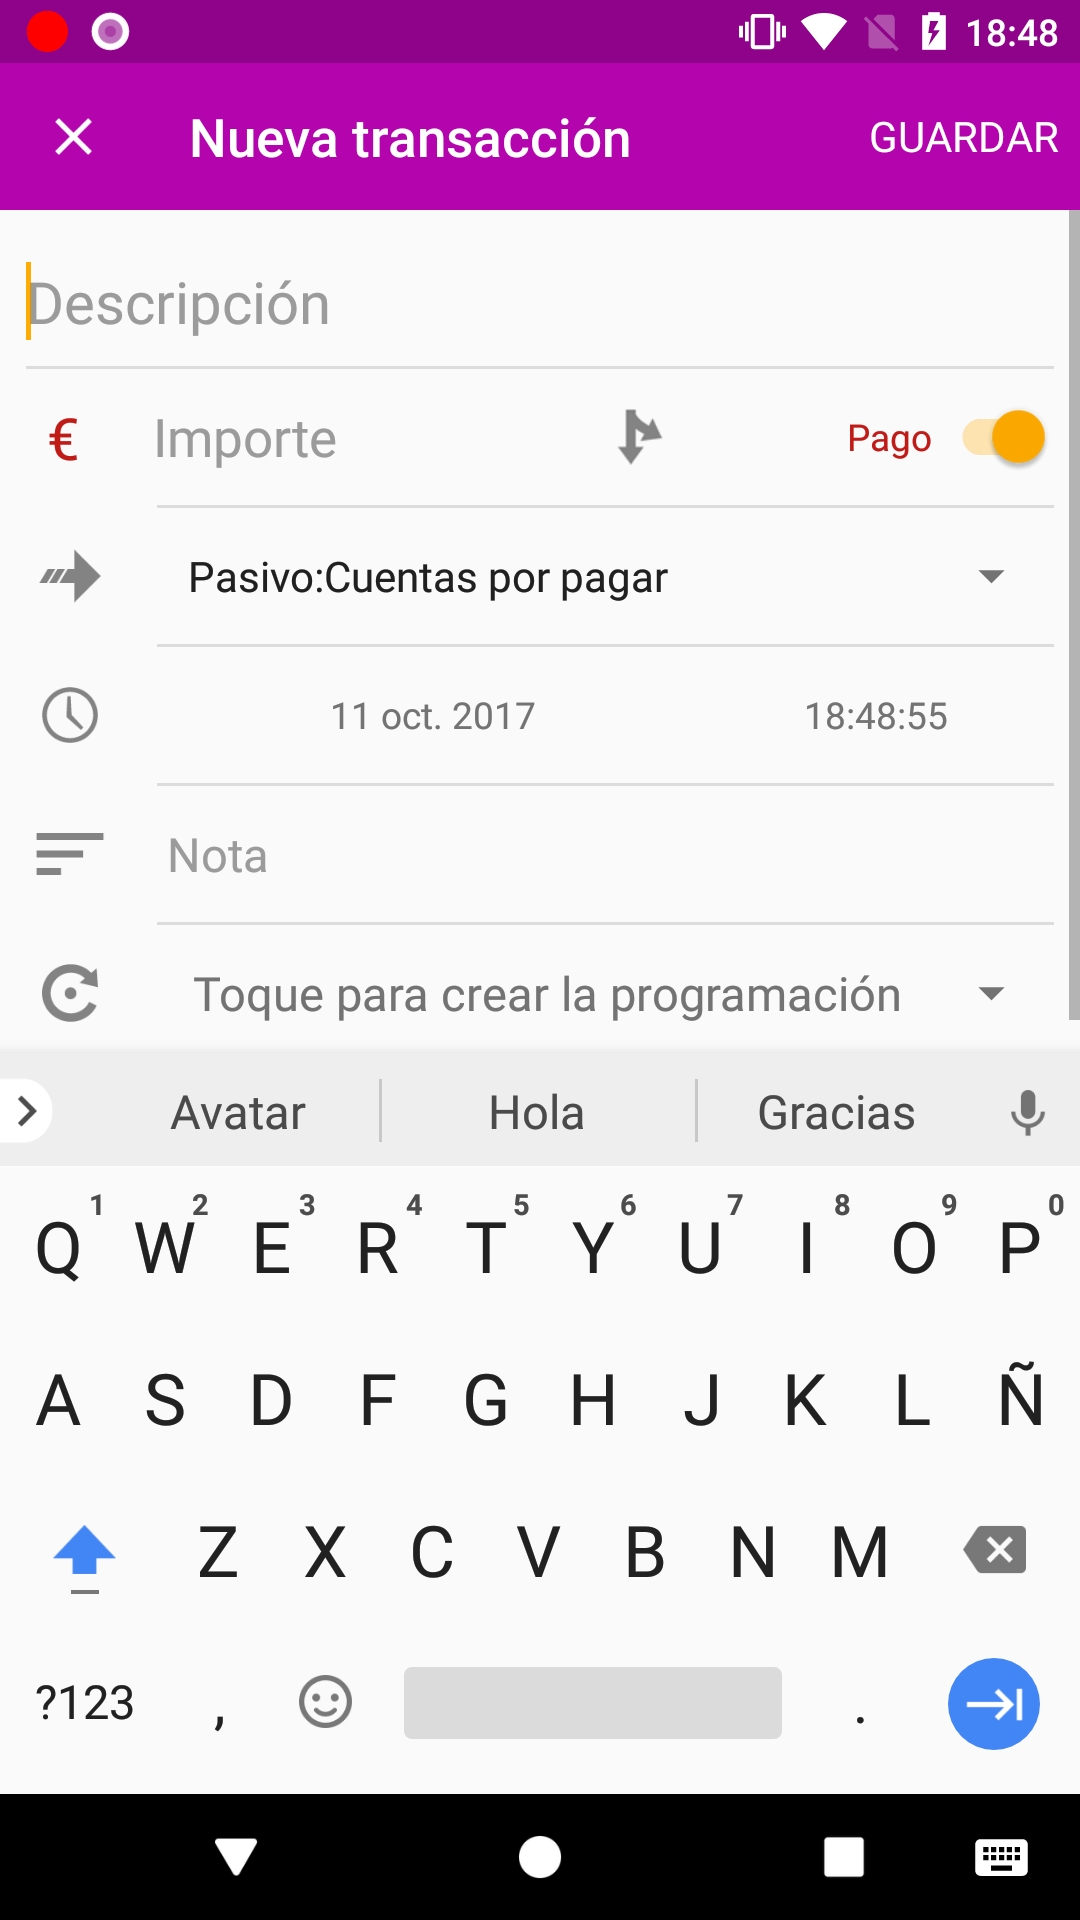 18:48
Nueva transacción
GUARDAR
Descripción
€ Importe
Pago
Pasivo:Cuentas por pagar
11 oct. 2017
18:48:55
Nota
Toque para crear la programación
Avatar
Hola
Gracias
1 2 3 4 5 6 7 8 9 0
Q W E R T Y U I O P
A S D F G H J K L Ñ
Z X C V B N M
?123 , .